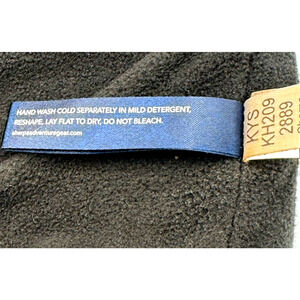 HAND WASH COLD SEPARATELY IN MILD DETERGENT,
RESHAPE, LAY FLAT TO DRY, DO NOT BLEACH.
sherpaadventuregear.com
KYS
KH209
2889